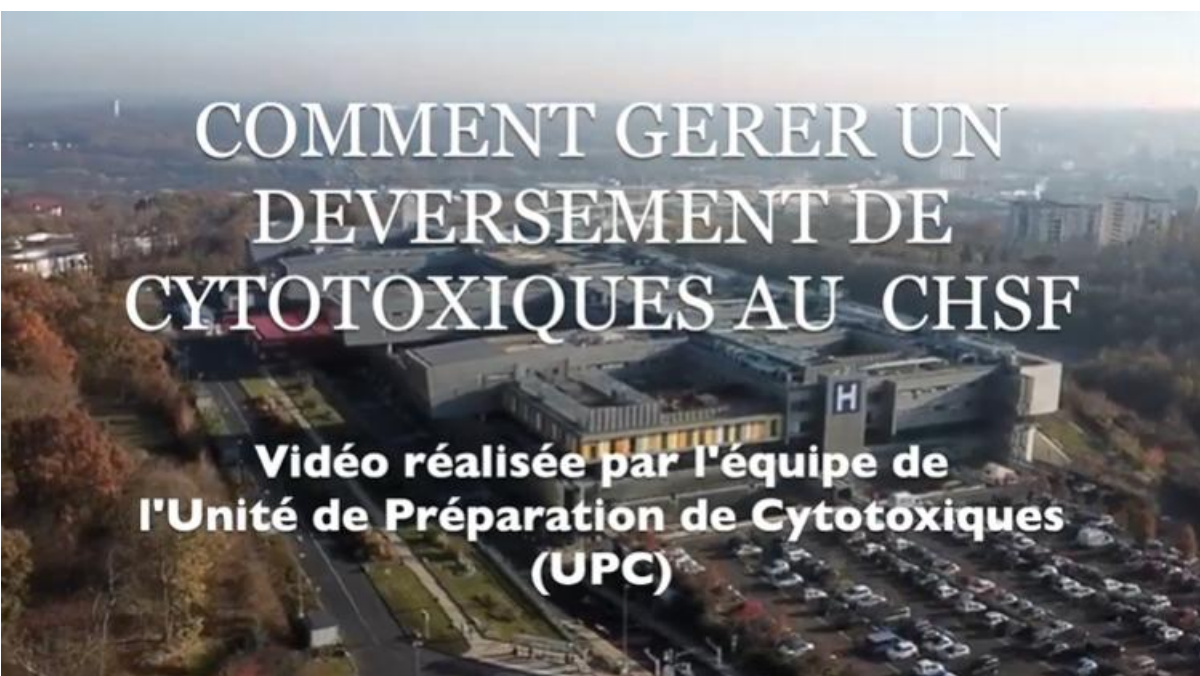 COMMENT GERER UN
DEVERSEMENT DE
CYTOTOXIQUES AU CHSF
H
Vidéo réalisée par l'équipe de
l'Unité de Préparation de Cytotoxiques
(UPC)